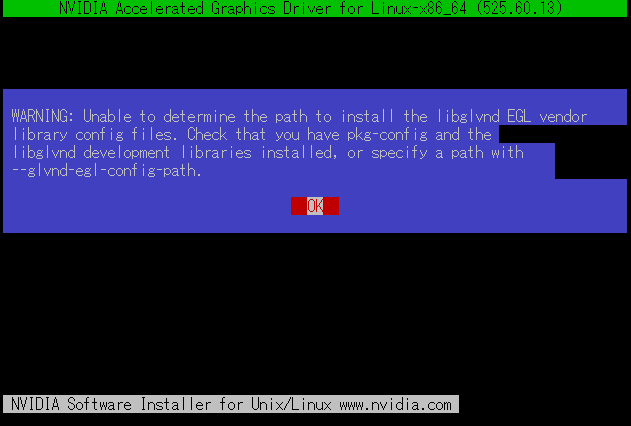 NVIDIA Accelerated Graphics Driver for Linux-x86_64 (525.60.13)
WARNING: Unable to determine the path to install the libglvnd EGL vendor
library config files. Check that you have pkg-config and the
libglvnd development libraries installed, or specify a path with
--glvnd-egl-config-path.
OK
NVIDIA Software Installer for Unix/Linux www.nvidia.com